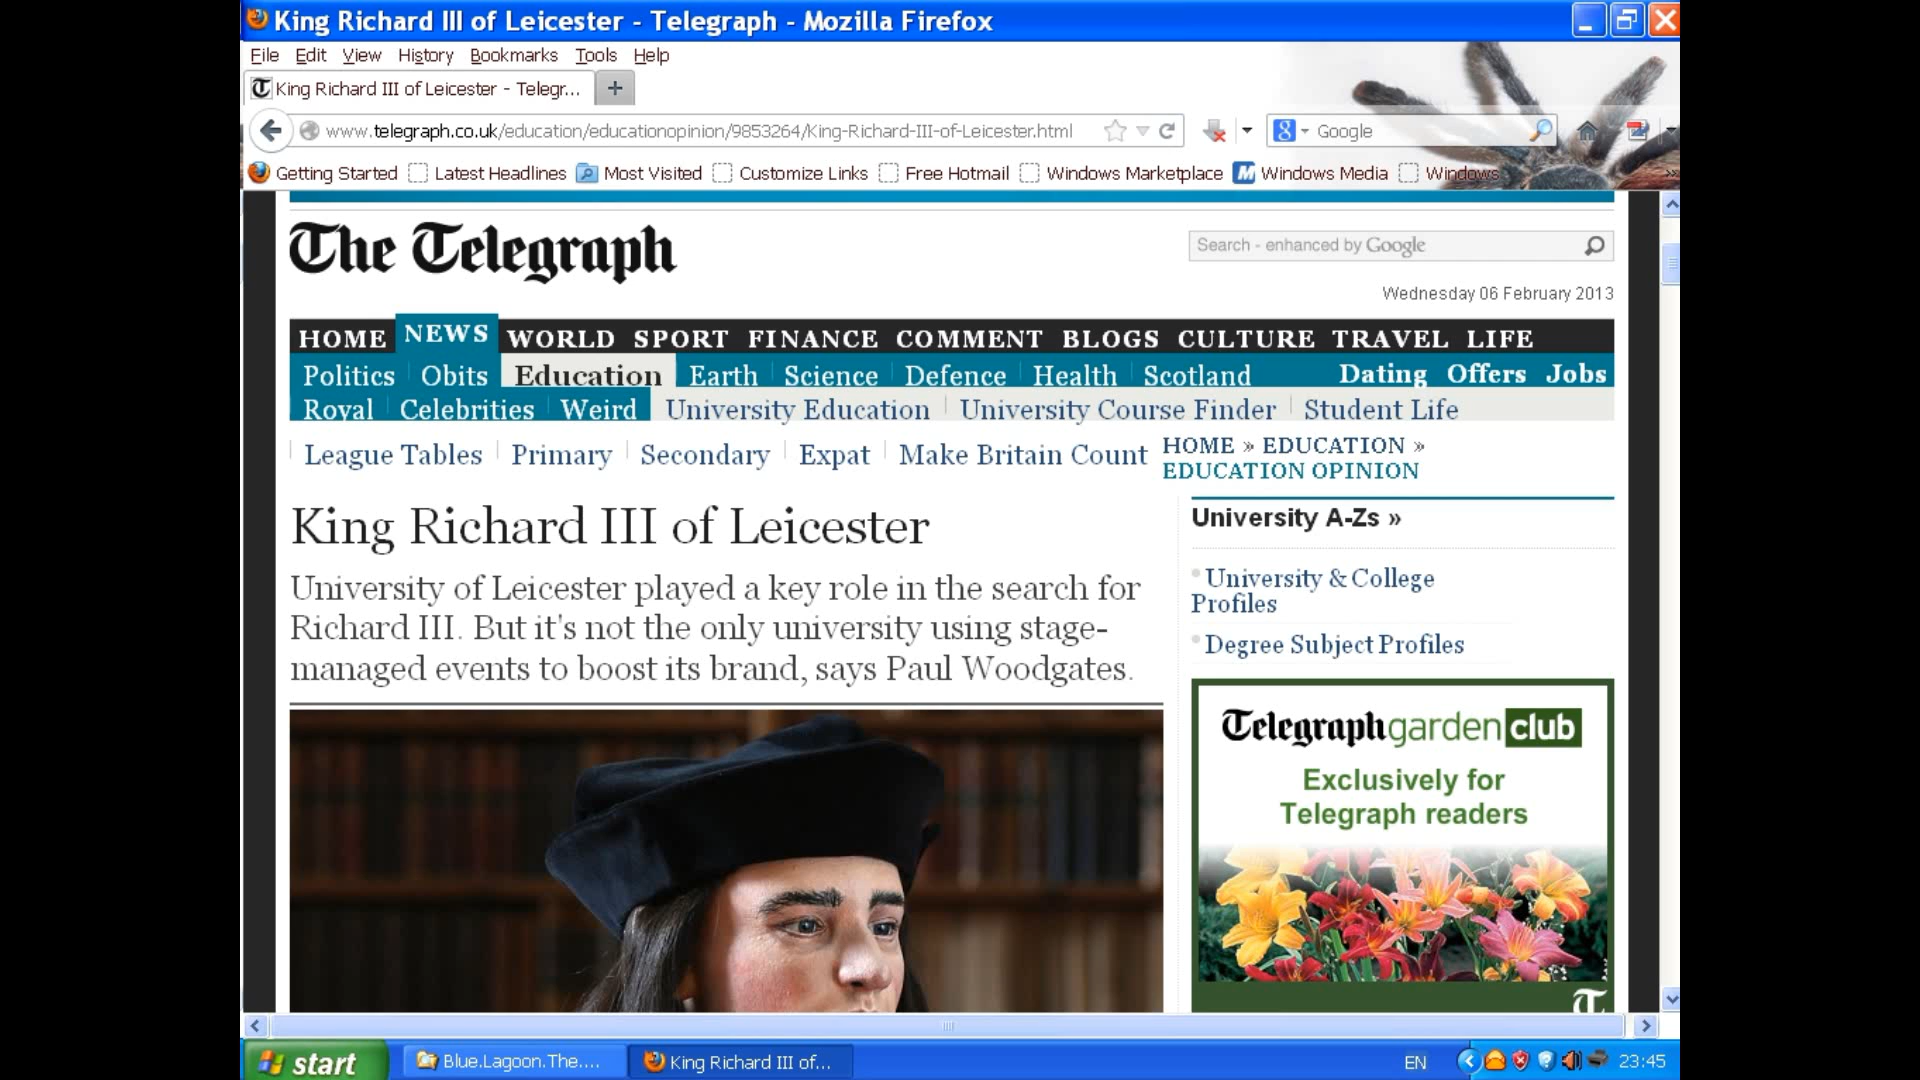 King Richard III of Leicester - Telegraph - Mozilla Firefox
File Edit View History Bookmarks Tools Help
King Richard III of Leicester - Telegr...
www.telegraph.co.uk/education/educationopinion/9853264/King-Richard-III-of-Leicester.html
Google
Getting Started Latest Headlines Most Visited Customize Links Free Hotmail Windows Marketplace Windows Media Windows
The Telegraph
Search - enhanced by Google
Wednesday 06 February 2013
HOME NEWS WORLD SPORT FINANCE COMMENT BLOGS CULTURE TRAVEL LIFE
Politics Obits Education Earth Science Defence Health Scotland Dating Offers Jobs
Royal Celebrities Weird University Education University Course Finder Student Life
League Tables Primary Secondary Expat Make Britain Count
HOME » EDUCATION »
EDUCATION OPINION
King Richard III of Leicester
University of Leicester played a key role in the search for
Richard III. But it's not the only university using stage-
managed events to boost its brand, says Paul Woodgates.
University A-Zs »
University & College
Profiles
Degree Subject Profiles
Telegraph garden club
Exclusively for
Telegraph readers
start
Blue.Lagoon.The....
King Richard III of...
EN
23:45